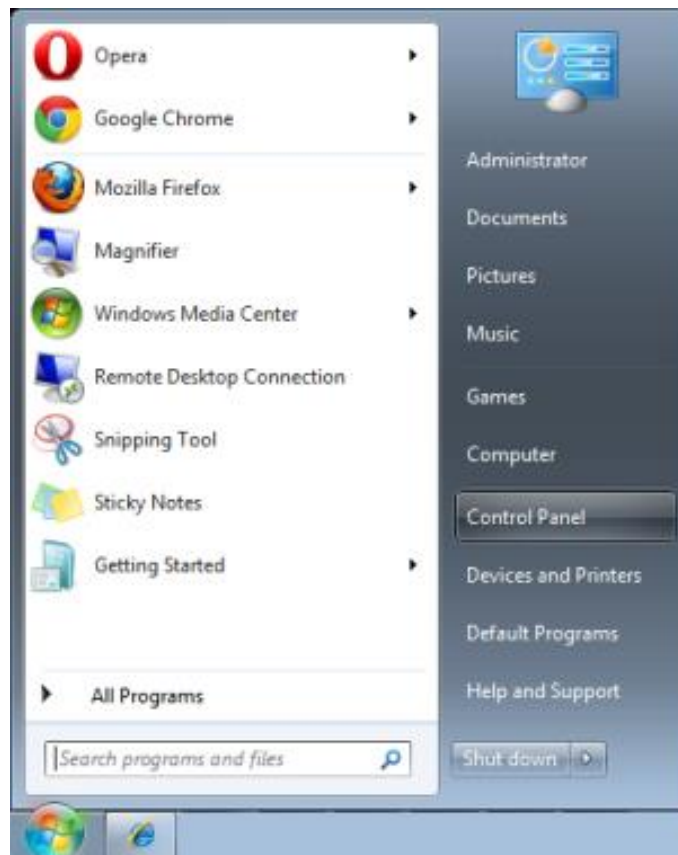 Opera
Google Chrome
Mozilla Firefox
Magnifier
Windows Media Center
Remote Desktop Connection
Snipping Tool
Sticky Notes
Getting Started
All Programs
Search programs and files
Administrator
Documents
Pictures
Music
Games
Computer
Control Panel
Devices and Printers
Default Programs
Help and Support
Shut down